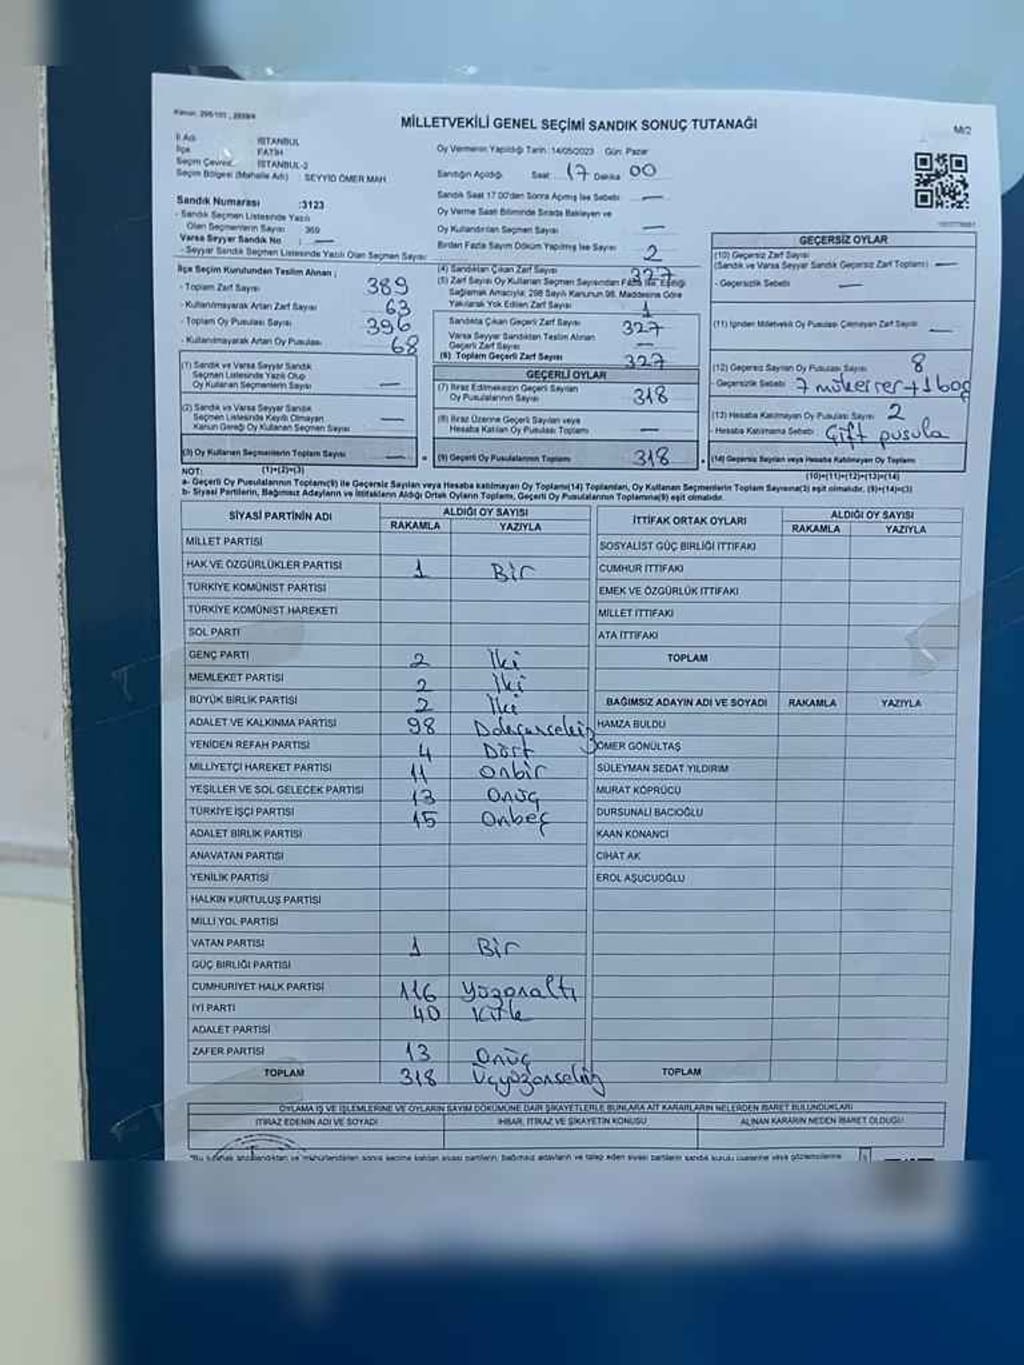 Kanun: 298/101 , 2839/4
MİLLETVEKİLİ GENEL SEÇİMİ SANDIK SONUÇ TUTANAĞI
M/2
İl Adı : İSTANBUL
İlçe : FATİH
Seçim Çevresi : İSTANBUL-2
Seçim Bölgesi (Mahalle Adı) : SEYYİD ÖMER MAH.
Oy Vermenin Yapıldığı Tarih: 14/05/2023 Gün: Pazar
Sandığın Açıldığı Saat: 17 Dakika 00
Sandık Numarası :3123
- Sandık Seçmen Listesinde Yazılı
Olan Seçmenlerin Sayısı 369
Varsa Seyyar Sandık No : —
- Seyyar Sandık Seçmen Listesinde Yazılı Olan Seçmen Sayısı
Sandık Saat 17.00'den Sonra Açılmış İse Sebebi —
Oy Verme Saati Bitiminde Sırada Bekleyen ve
Oy Kullandırılan Seçmen Sayısı —
Birden Fazla Sayım Döküm Yapılmış İse Sayısı 2
İlçe Seçim Kurulundan Teslim Alınan :
- Toplam Zarf Sayısı 389
- Kullanılmayarak Artan Zarf Sayısı 63
- Toplam Oy Pusulası Sayısı 396
- Kullanılmayarak Artan Oy Pusulası 68
(4) Sandıktan Çıkan Zarf Sayısı 327
(5) Zarf Sayısı Oy Kullanan Seçmen Sayısından Fazla İse, Eşitliği
Sağlamak Amacıyla; 298 Sayılı Kanunun 98. Maddesine Göre
Yakılarak Yok Edilen Zarf Sayısı
Sandıkta Çıkan Geçerli Zarf Sayısı 327
Varsa Seyyar Sandıktan Teslim Alınan
Geçerli Zarf Sayısı —
(6) Toplam Geçerli Zarf Sayısı 327
GEÇERSİZ OYLAR
(10) Geçersiz Zarf Sayısı
(Sandık ve Varsa Seyyar Sandık Geçersiz Zarf Toplamı) —
- Geçersizlik Sebebi —
(11) İçinden Milletvekili Oy Pusulası Çıkmayan Zarf Sayısı —
(12) Geçersiz Sayılan Oy Pusulası Sayısı 8
- Geçersizlik Sebebi 7 mükerrer + 1 boş
(13) Hesaba Katılmayan Oy Pusulası Sayısı 2
- Hesaba Katılmama Sebebi Çift pusula
(14) Geçersiz Sayılan veya Hesaba Katılmayan Oy Toplamı
(10)+(11)+(12)+(13)=(14)
(1) Sandık ve Varsa Seyyar Sandık
Seçmen Listesinde Yazılı Olup
Oy Kullanan Seçmenlerin Sayısı —
(2) Sandık ve Varsa Seyyar Sandık
Seçmen Listesinde Kayıtlı Olmayan
Kanun Gereği Oy Kullanan Seçmen Sayısı —
(3) Oy Kullanan Seçmenlerin Toplam Sayısı —
(1)+(2)=(3)
GEÇERLİ OYLAR
(7) İtiraz Edilmeksizin Geçerli Sayılan
Oy Pusulalarının Sayısı 318
(8) İtiraz Üzerine Geçerli Sayılan veya
Hesaba Katılan Oy Pusulası Toplamı —
(9) Geçerli Oy Pusulalarının Toplamı 318
NOT:
a- Geçerli Oy Pusulalarının Toplamı(9) ile Geçersiz Sayılan veya Hesaba katılmayan Oy Toplamı(14) Toplamları, Oy Kullanan Seçmenlerin Toplam Sayısına(3) eşit olmalıdır. (9)+(14)=(3)
b- Siyasi Partilerin, Bağımsız Adayların ve İttifakların Aldığı Ortak Oyların Toplamı, Geçerli Oy Pusulalarının Toplamına(9) eşit olmalıdır.
SİYASİ PARTİNİN ADI ALDIĞI OY SAYISI
RAKAMLA YAZIYLA
MİLLET PARTİSİ
HAK VE ÖZGÜRLÜKLER PARTİSİ 1 Bir
TÜRKİYE KOMÜNİST PARTİSİ
TÜRKİYE KOMÜNİST HAREKETİ
SOL PARTİ
GENÇ PARTİ 2 İki
MEMLEKET PARTİSİ 2 İki
BÜYÜK BİRLİK PARTİSİ 2 İki
ADALET VE KALKINMA PARTİSİ 98
YENİDEN REFAH PARTİSİ 4 Dört
MİLLİYETÇİ HAREKET PARTİSİ 11 Onbir
YEŞİLLER VE SOL GELECEK PARTİSİ 13 Onüç
TÜRKİYE İŞÇİ PARTİSİ 15 Onbeş
ADALET BİRLİK PARTİSİ
ANAVATAN PARTİSİ
YENİLİK PARTİSİ
HALKIN KURTULUŞ PARTİSİ
MİLLİ YOL PARTİSİ
VATAN PARTİSİ 1 Bir
GÜÇ BİRLİĞİ PARTİSİ
CUMHURİYET HALK PARTİSİ 116 Yüzonaltı
İYİ PARTİ 40 Kırk
ADALET PARTİSİ
ZAFER PARTİSİ 13 Onüç
TOPLAM 318 Üçyüzonsekiz
İTTİFAK ORTAK OYLARI ALDIĞI OY SAYISI
RAKAMLA YAZIYLA
SOSYALİST GÜÇ BİRLİĞİ İTTİFAKI
CUMHUR İTTİFAKI
EMEK VE ÖZGÜRLÜK İTTİFAKI
MİLLET İTTİFAKI
ATA İTTİFAKI
TOPLAM
BAĞIMSIZ ADAYIN ADI VE SOYADI RAKAMLA YAZIYLA
HAMZA BULDU
ÖMER GÖNÜLTAŞ
SÜLEYMAN SEDAT YILDIRIM
MURAT KÖPRÜCÜ
DURSUNALİ BACIOĞLU
KAAN KONANCI
CİHAT AK
EROL AŞUCUOĞLU
TOPLAM
OYLAMA İŞ VE İŞLEMLERİNE VE OYLARIN SAYIM DÖKÜMÜNE DAİR ŞİKAYETLERLE BUNLARA AİT KARARLARIN NELERDEN İBARET BULUNDUKLARI
İTİRAZ EDENİN ADI VE SOYADI İHBAR, İTİRAZ VE ŞİKAYETİN KONUSU ALINAN KARARIN NEDEN İBARET OLDUĞU